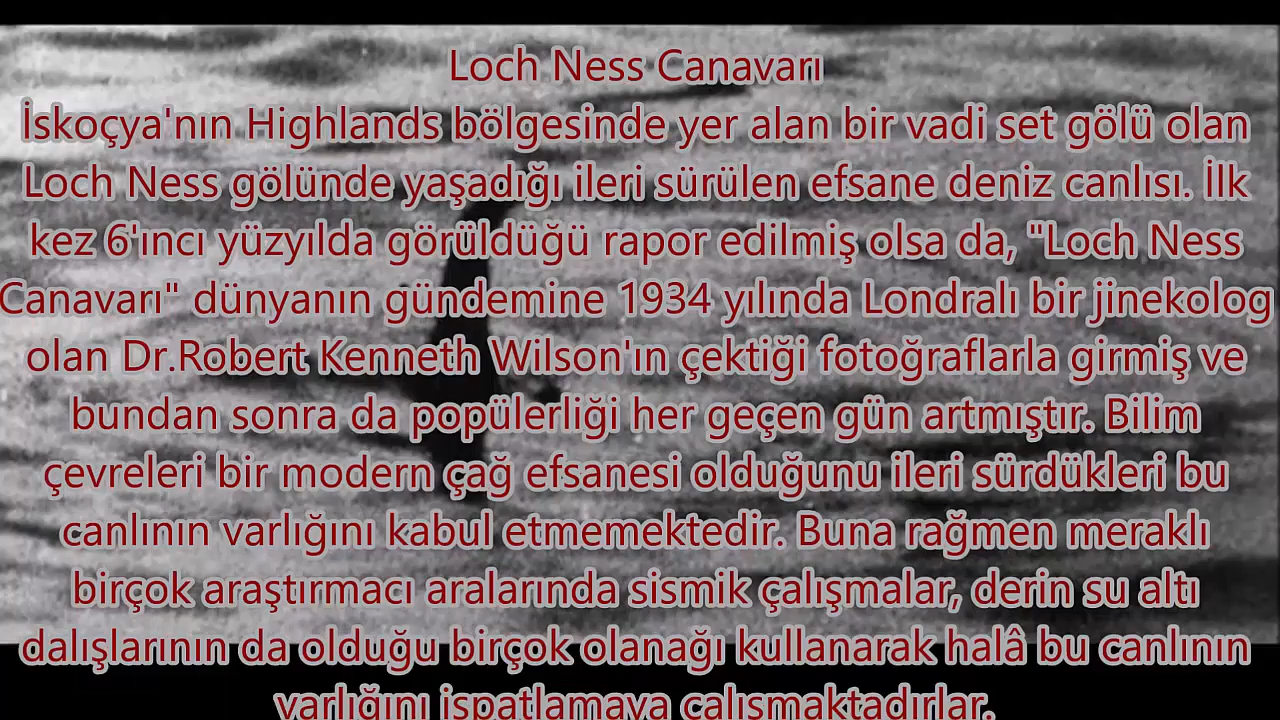 Loch Ness Canavarı
İskoçya'nın Highlands bölgesinde yer alan bir vadi set gölü olan
Loch Ness gölünde yaşadığı ileri sürülen efsane deniz canlısı. İlk
kez 6'ıncı yüzyılda görüldüğü rapor edilmiş olsa da, "Loch Ness
Canavarı" dünyanın gündemine 1934 yılında Londralı bir jinekolog
olan Dr.Robert Kenneth Wilson'ın çektiği fotoğraflarla girmiş ve
bundan sonra da popülerliği her geçen gün artmıştır. Bilim
çevreleri bir modern çağ efsanesi olduğunu ileri sürdükleri bu
canlının varlığını kabul etmemektedir. Buna rağmen meraklı
birçok araştırmacı aralarında sismik çalışmalar, derin su altı
dalışlarının da olduğu birçok olanağı kullanarak halâ bu canlının
varlığını ispatlamaya çalışmaktadırlar.